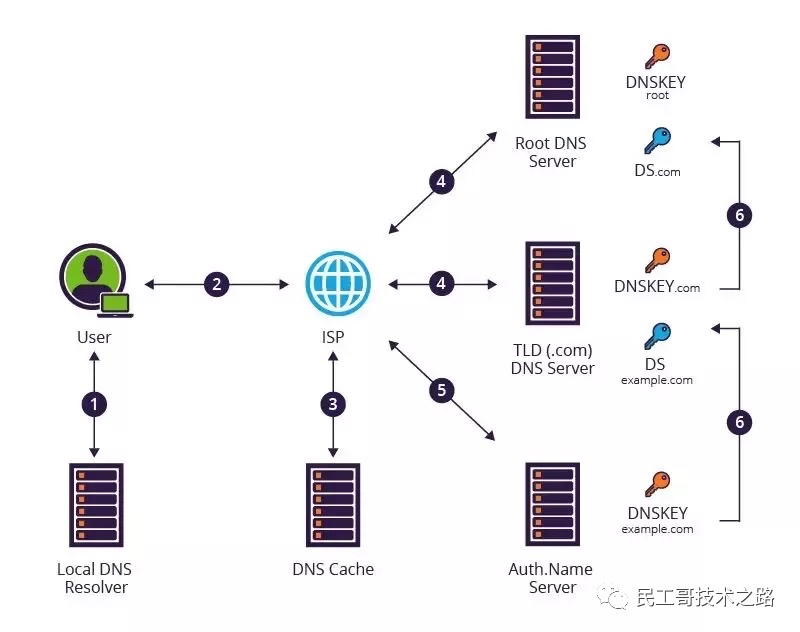 DNSKEY
root
Root DNS
Server
DS.com
4
6
2
4
DNSKEY.com
User
ISP
TLD (.com)
DNS Server
DS
example.com
1
3
5
6
DNSKEY
example.com
Local DNS
Resolver
DNS Cache
Auth.Name
Server
民工哥技术之路